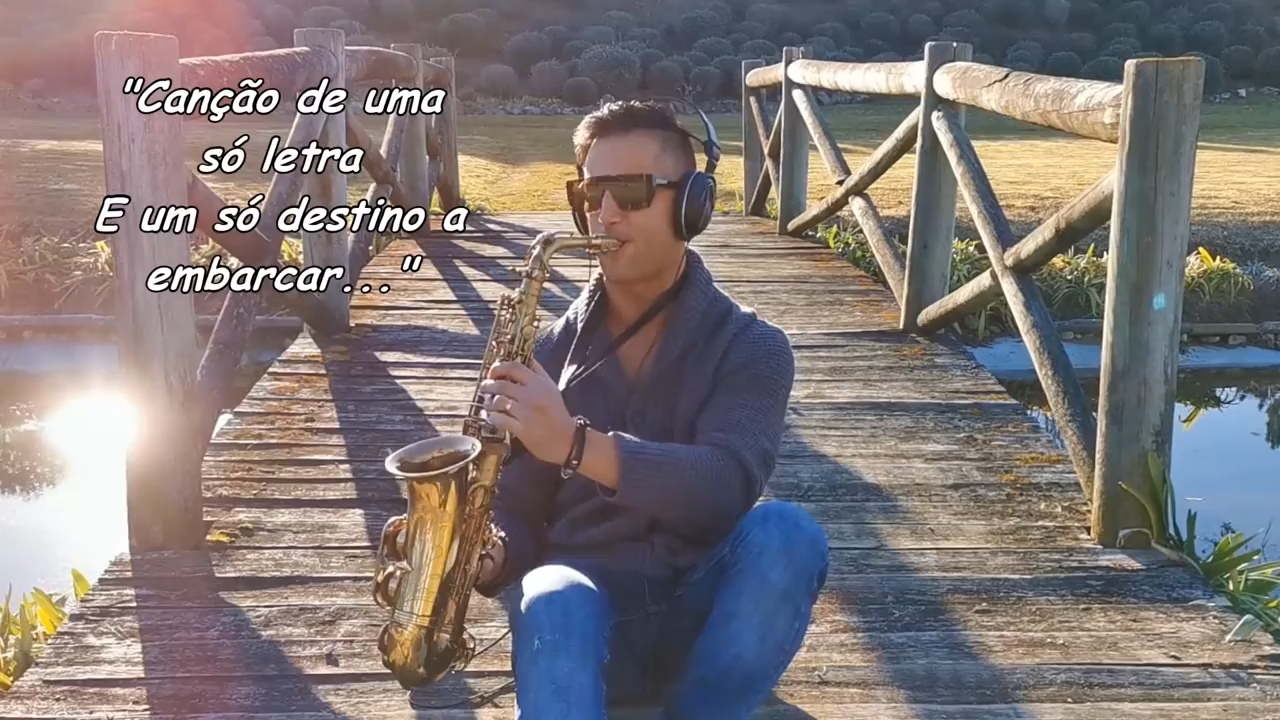 "Canção de uma
só letra
E um só destino a
embarcar..."